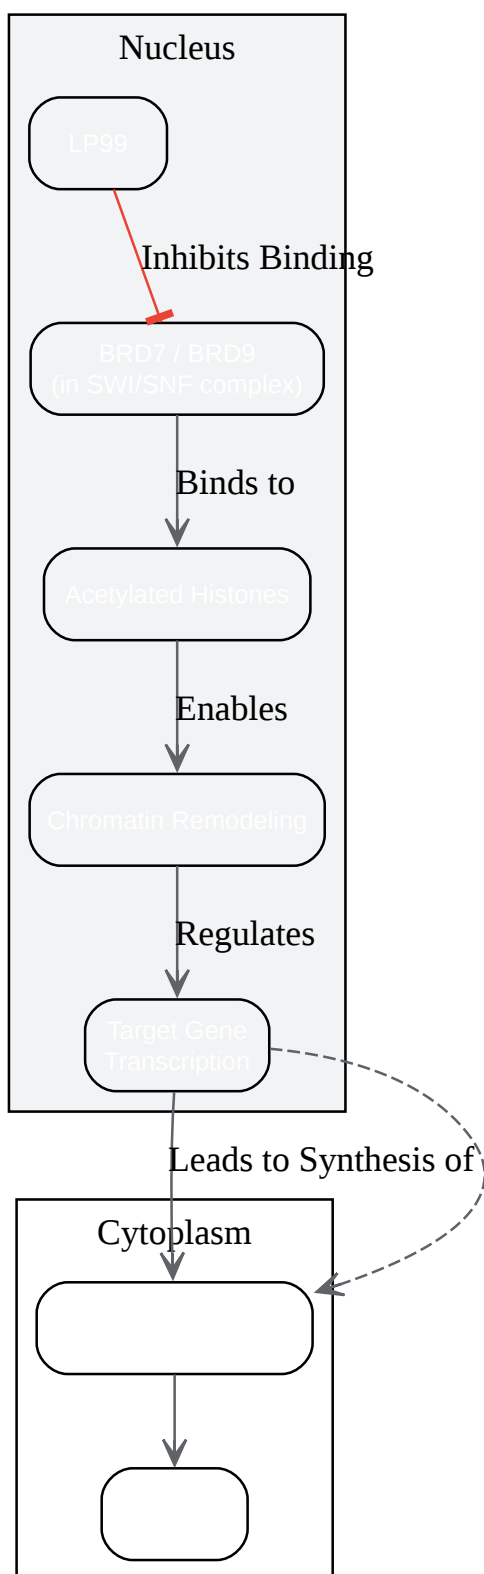 Nucleus
LP99
Inhibits Binding
BRD7 / BRD9
(in SWI/SNF complex)
Binds to
Acetylated Histones
Enables
Chromatin Remodeling
Regulates
Target Gene
Transcription
Leads to Synthesis of
Cytoplasm